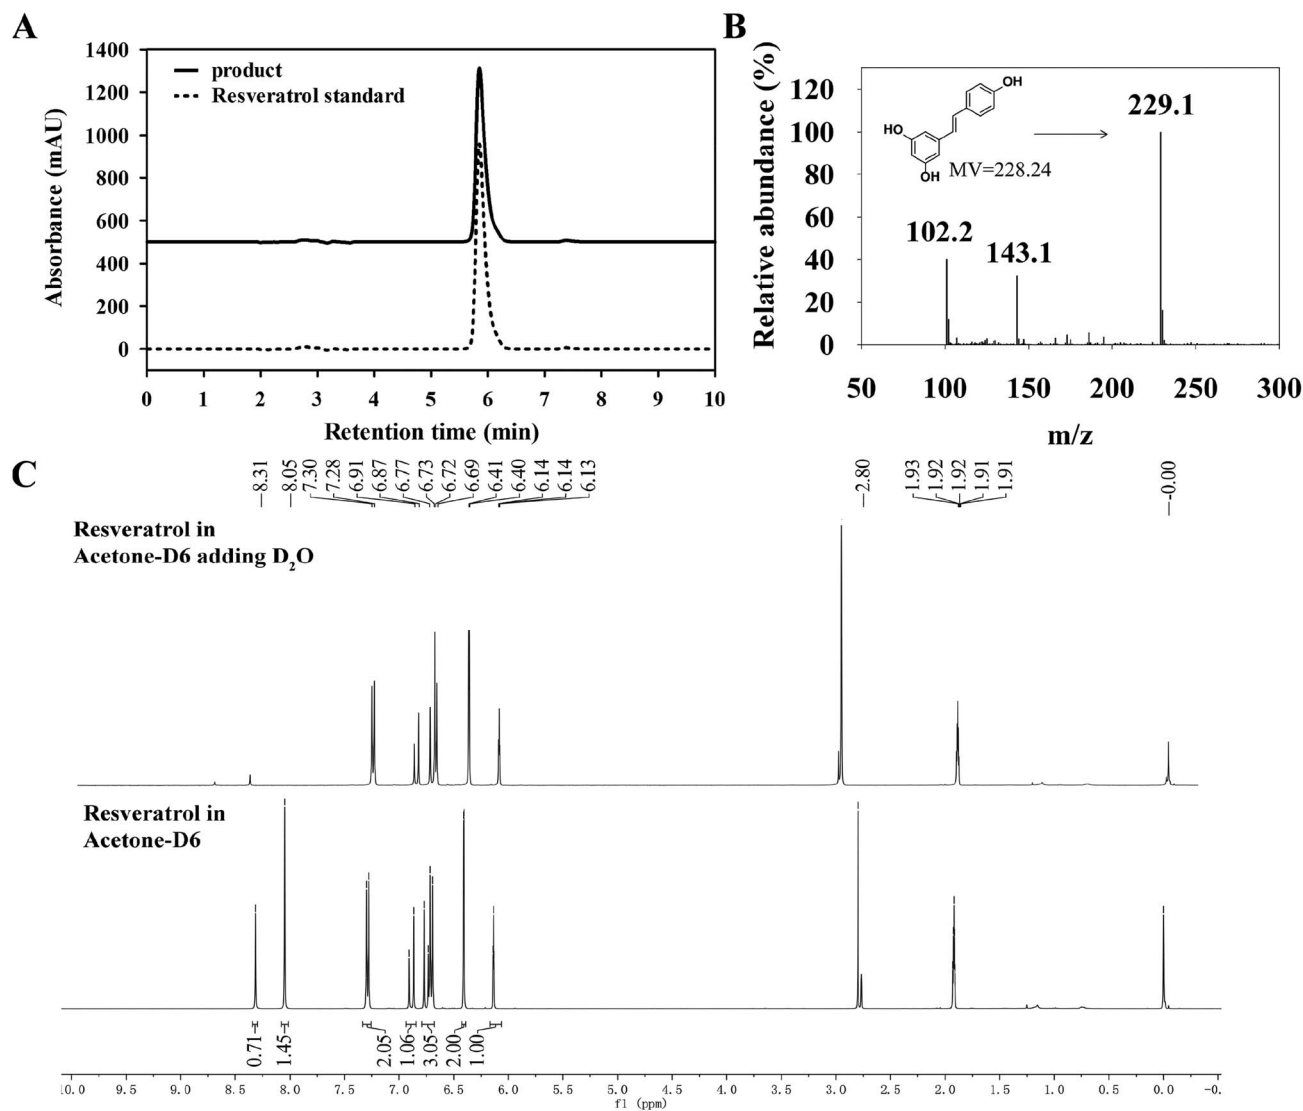 A
1400
1200
1000
800
600
400
200
0
Absorbance (mAU)
product
Resveratrol standard
0 1 2 3 4 5 6 7 8 9 10
Retention time (min)
B
120
100
80
60
40
20
0
Relative abundance (%)
OH
HO
OH
MV=228.24
229.1
102.2
143.1
50 100 150 200 250 300
m/z
C
8.31 8.05 7.30 7.28 6.91 6.87 6.77 6.73 6.72 6.69 6.41 6.40 6.14 6.14 6.13 2.80 1.93 1.92 1.92 1.91 1.91 -0.00
Resveratrol in
Acetone-D6 adding D₂O
Resveratrol in
Acetone-D6
0.71 1.45 2.05 1.06 3.05 2.00 1.00
10.0 9.5 9.0 8.5 8.0 7.5 7.0 6.5 6.0 5.5 5.0 4.5 4.0 3.5 3.0 2.5 2.0 1.5 1.0 0.5 0.0 -0.
f1 (ppm)